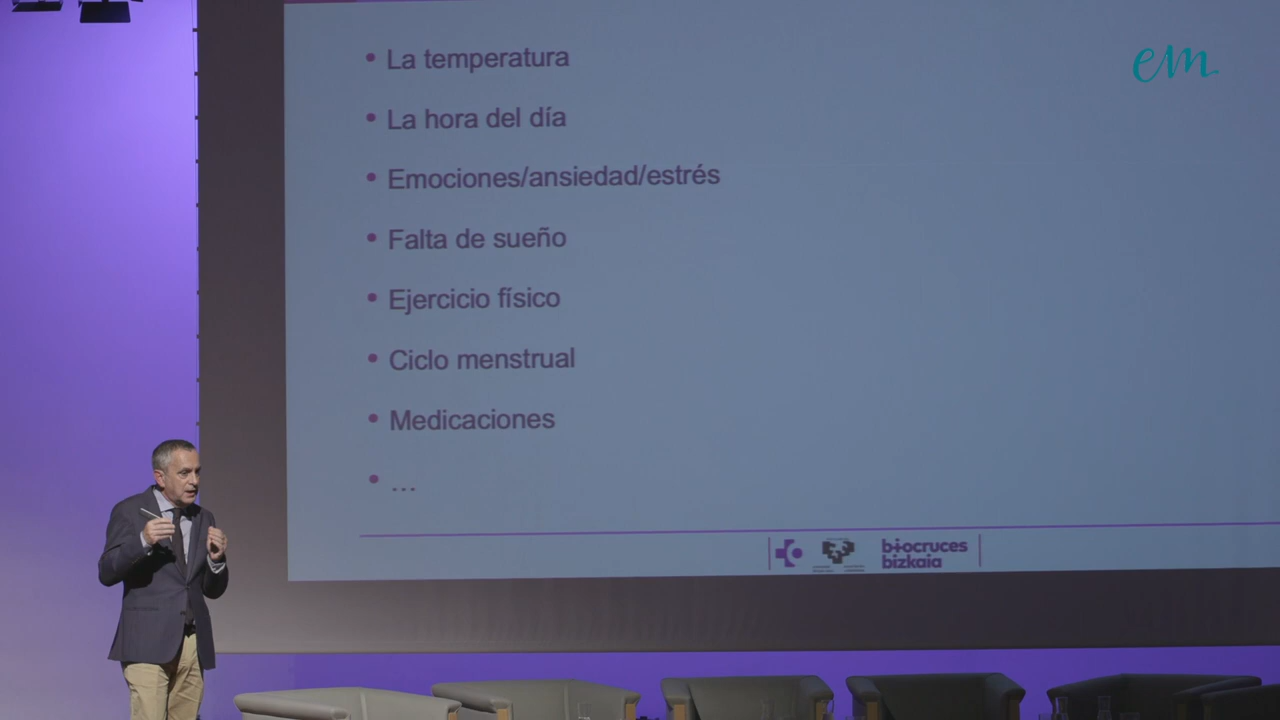 • La temperatura
em
• La hora del día
• Emociones/ansiedad/estrés
• Falta de sueño
• Ejercicio físico
• Ciclo menstrual
• Medicaciones
• ...
biocruces
bizkaia